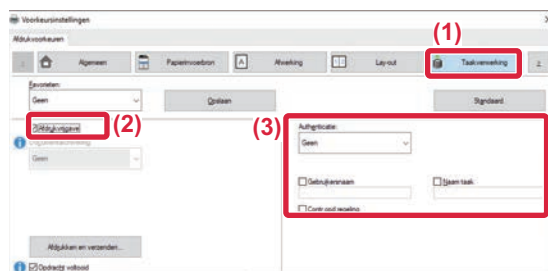 Voorkeursinstellingen
Afdrukvoorkeuren
(1)
Algemeen
Papierinvoerbron
Afwerking
Lay-out
Taakverwerking
Favorieten:
Geen
Opslaan
Standaard
Afdrukvrijgave
(2)
(3)
Authenticatie:
Geen
Geen
Gebruikersnaam
Naam taak
Afdrukken en verzenden...
Opdracht voltooid